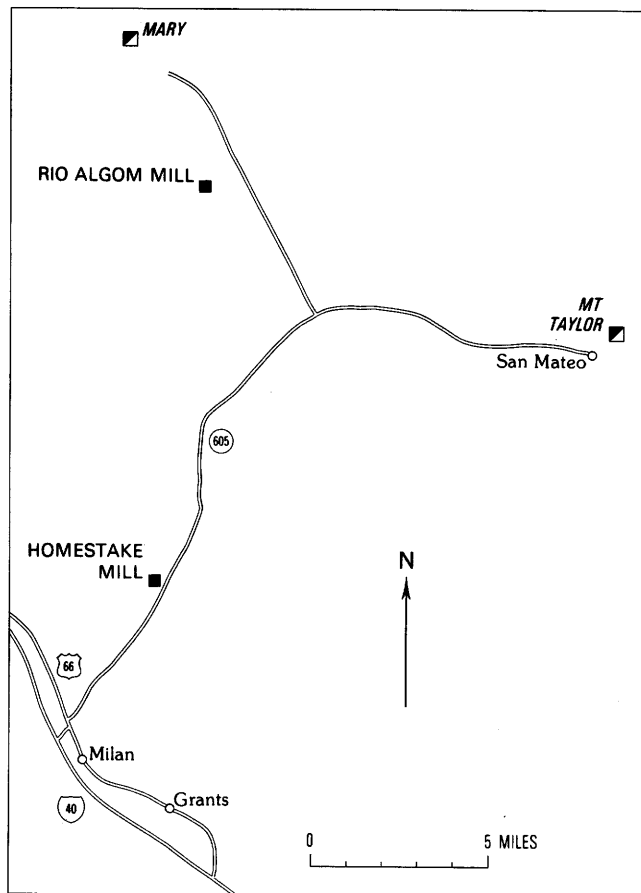 MARY
RIO ALGOM MILL
MT
TAYLOR
San Mateo
605
HOMESTAKE
MILL
N
66
Milan
Grants
40
0 5 MILES